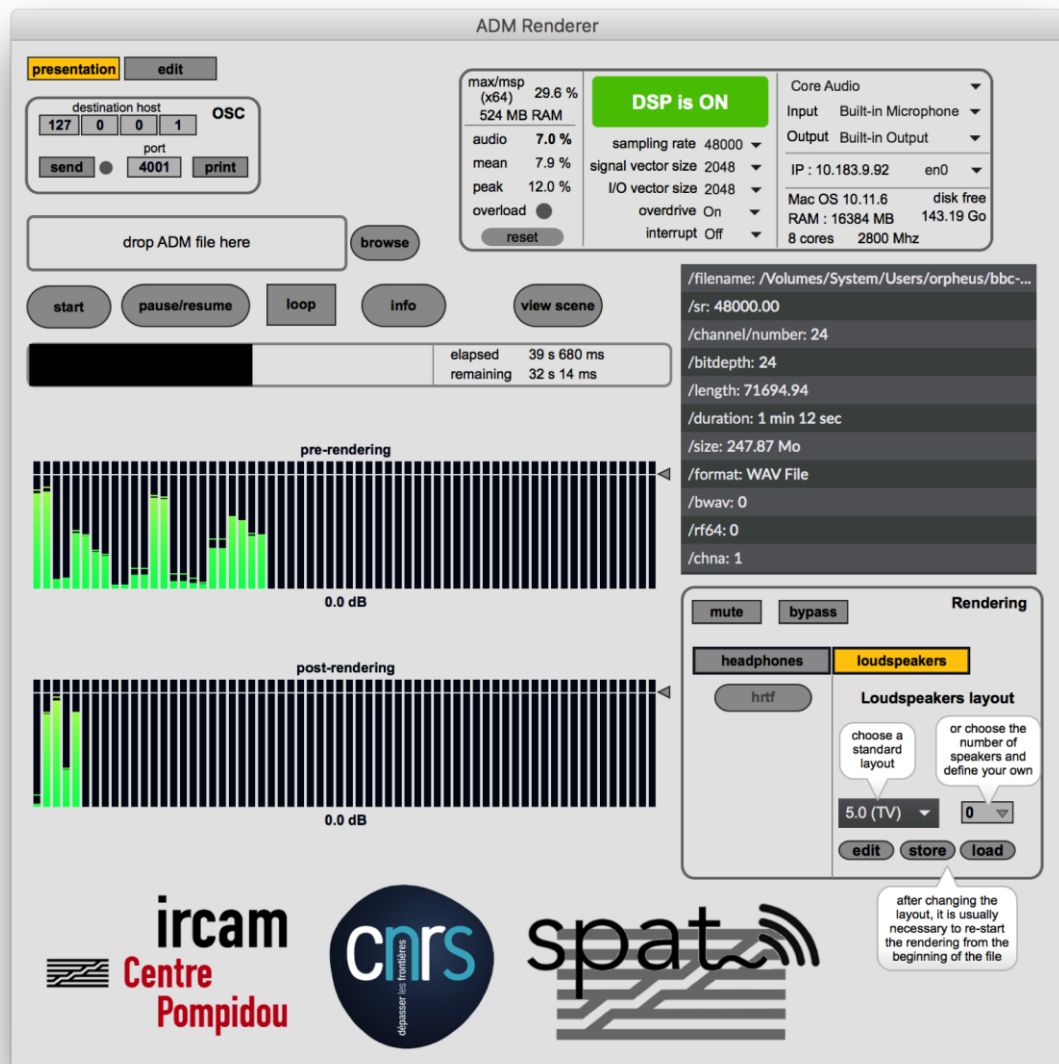 ADM Renderer
presentation
edit
destination host
OSC
127 0 0 1
port
send 4001 print
max/msp
(x64) 29.6 %
524 MB RAM
audio 7.0 %
mean 7.9 %
peak 12.0 %
overload
reset
DSP is ON
sampling rate 48000
signal vector size 2048
I/O vector size 2048
overdrive On
interrupt Off
Core Audio
Input Built-in Microphone
Output Built-in Output
IP : 10.183.9.92 en0
Mac OS 10.11.6 disk free
RAM : 16384 MB 143.19 Go
8 cores 2800 Mhz
drop ADM file here
browse
start
pause/resume
loop
info
view scene
elapsed 39 s 680 ms
remaining 32 s 14 ms
/filename: /Volumes/System/Users/orpheus/bbc-...
/sr: 48000.00
/channel/number: 24
/bitdepth: 24
/length: 71694.94
/duration: 1 min 12 sec
/size: 247.87 Mo
/format: WAV File
/bwav: 0
/rf64: 0
/chna: 1
pre-rendering
0.0 dB
post-rendering
0.0 dB
Rendering
mute
bypass
headphones
loudspeakers
hrtf
Loudspeakers layout
choose a
standard
layout
or choose the
number of
speakers and
define your own
5.0 (TV)
0
edit
store
load
after changing the
layout, it is usually
necessary to re-start
the rendering from the
beginning of the file
ircam
Centre
Pompidou
cnrs
dépasser les frontières
spat